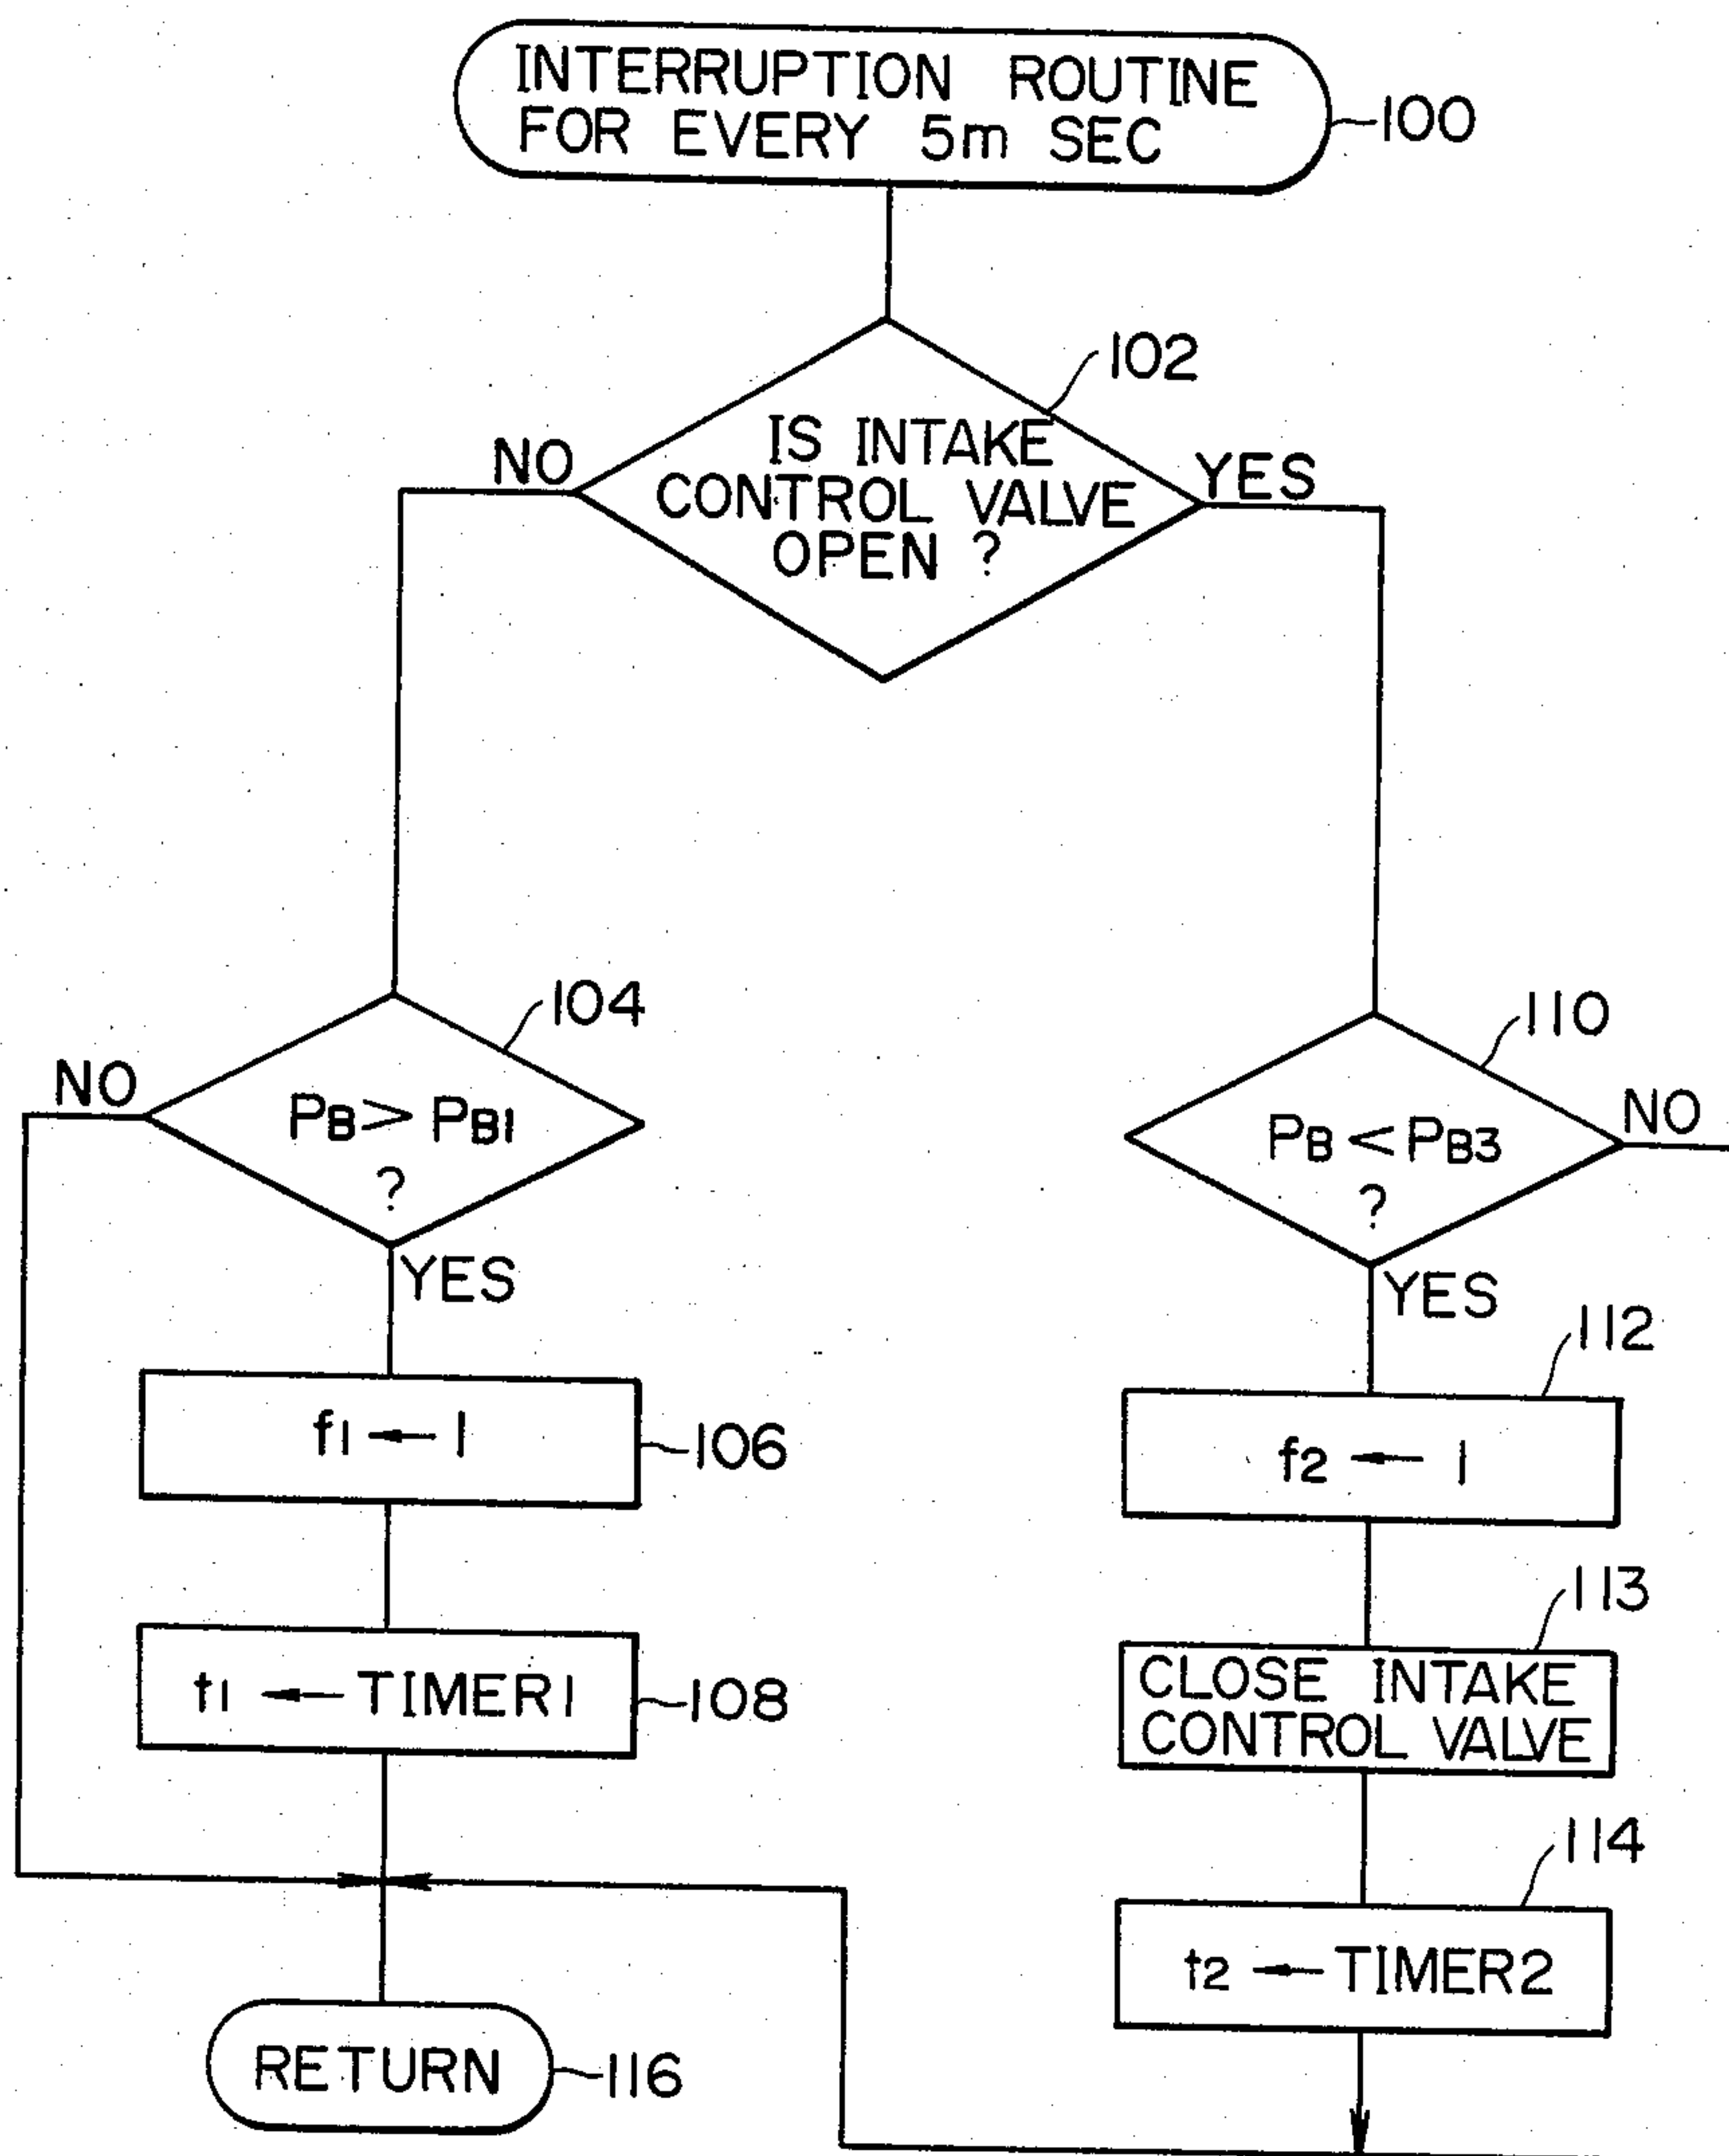 INTERRUPTION ROUTINE
FOR EVERY 5m SEC
100
102
IS INTAKE
CONTROL VALVE
OPEN ?
NO
YES
104
110
NO
PB > PB1
?
YES
PB < PB3
?
NO
YES
112
f1 ← 1
106
f2 ← 1
113
t1 ← TIMER1
108
CLOSE INTAKE
CONTROL VALVE
114
t2 ← TIMER2
RETURN
116